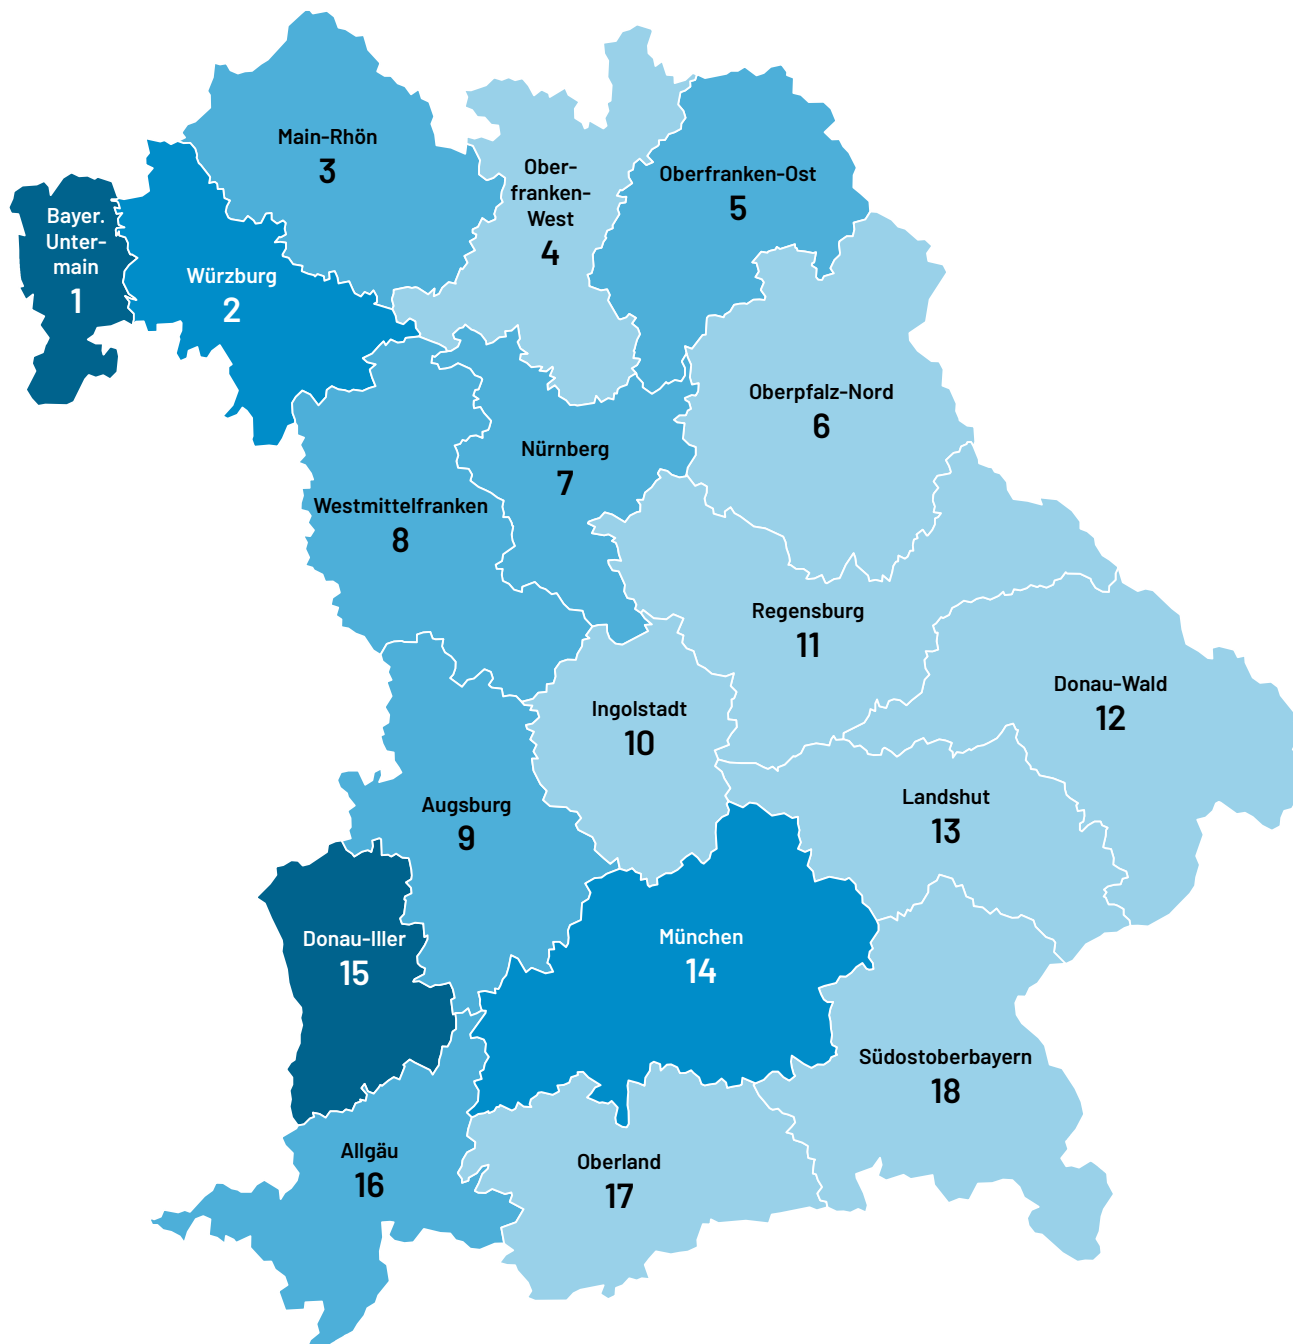 Main-Rhön
3
Ober-
franken-
West
4
Oberfranken-Ost
5
Bayer.
Unter-
main
1
Würzburg
2
Oberpfalz-Nord
6
Nürnberg
7
Westmittelfranken
8
Regensburg
11
Donau-Wald
12
Ingolstadt
10
Augsburg
9
Landshut
13
Donau-Iller
15
München
14
Südostoberbayern
18
Allgäu
16
Oberland
17